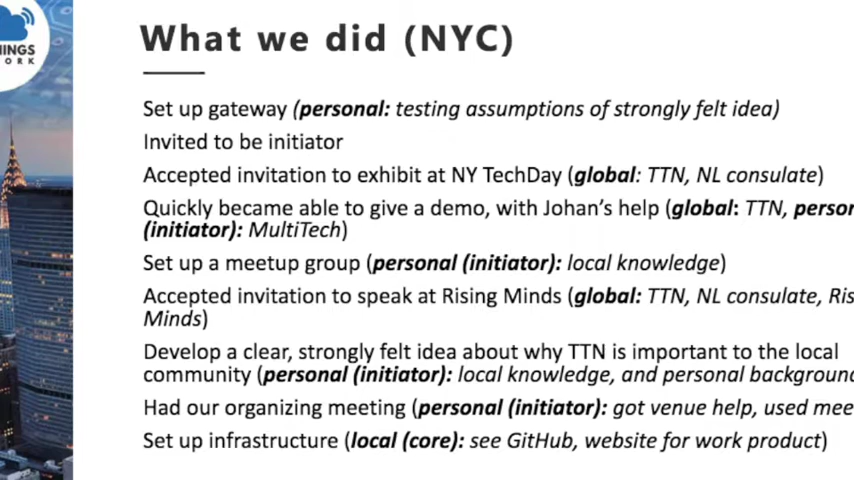 INGS
ORK
What we did (NYC)
Set up gateway (personal: testing assumptions of strongly felt idea)
Invited to be initiator
Accepted invitation to exhibit at NY TechDay (global: TTN, NL consulate)
Quickly became able to give a demo, with Johan’s help (global: TTN, person
(initiator): MultiTech)
Set up a meetup group (personal (initiator): local knowledge)
Accepted invitation to speak at Rising Minds (global: TTN, NL consulate, Ris
Minds)
Develop a clear, strongly felt idea about why TTN is important to the local
community (personal (initiator): local knowledge, and personal background
Had our organizing meeting (personal (initiator): got venue help, used mee
Set up infrastructure (local (core): see GitHub, website for work product)